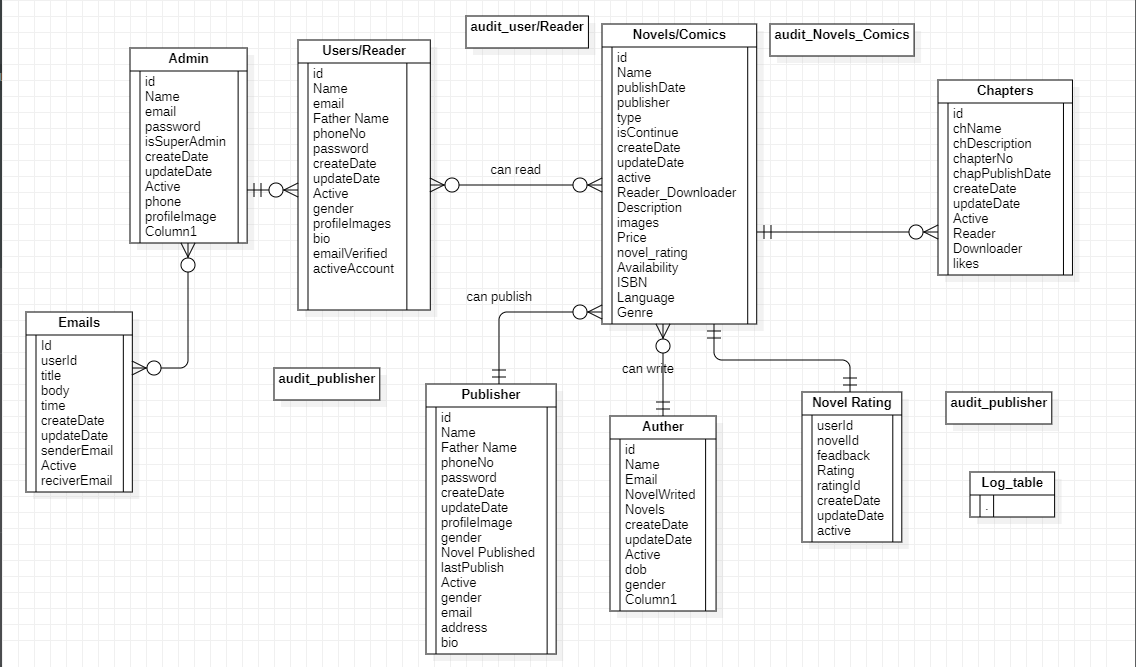 audit_user/Reader
audit_Novels_Comics
Admin
id
Name
email
password
isSuperAdmin
createDate
updateDate
Active
phone
profileImage
Column1
Users/Reader
id
Name
email
Father Name
phoneNo
password
createDate
updateDate
Active
gender
profileImages
bio
emailVerified
activeAccount
can read
Novels/Comics
id
Name
publishDate
publisher
type
isContinue
createDate
updateDate
active
Reader_Downloader
Description
images
Price
novel_rating
Availability
ISBN
Language
Genre
Chapters
id
chName
chDescription
chapterNo
chapPublishDate
createDate
updateDate
Active
Reader
Downloader
likes
can publish
can write
Emails
Id
userId
title
body
time
createDate
updateDate
senderEmail
Active
reciverEmail
audit_publisher
Publisher
id
Name
Father Name
phoneNo
password
createDate
updateDate
profileImage
gender
Novel Published
lastPublish
Active
gender
email
address
bio
Auther
id
Name
Email
NovelWrited
Novels
createDate
updateDate
Active
dob
gender
Column1
Novel Rating
userId
novelId
feadback
Rating
ratingId
createDate
updateDate
active
audit_publisher
Log_table
.